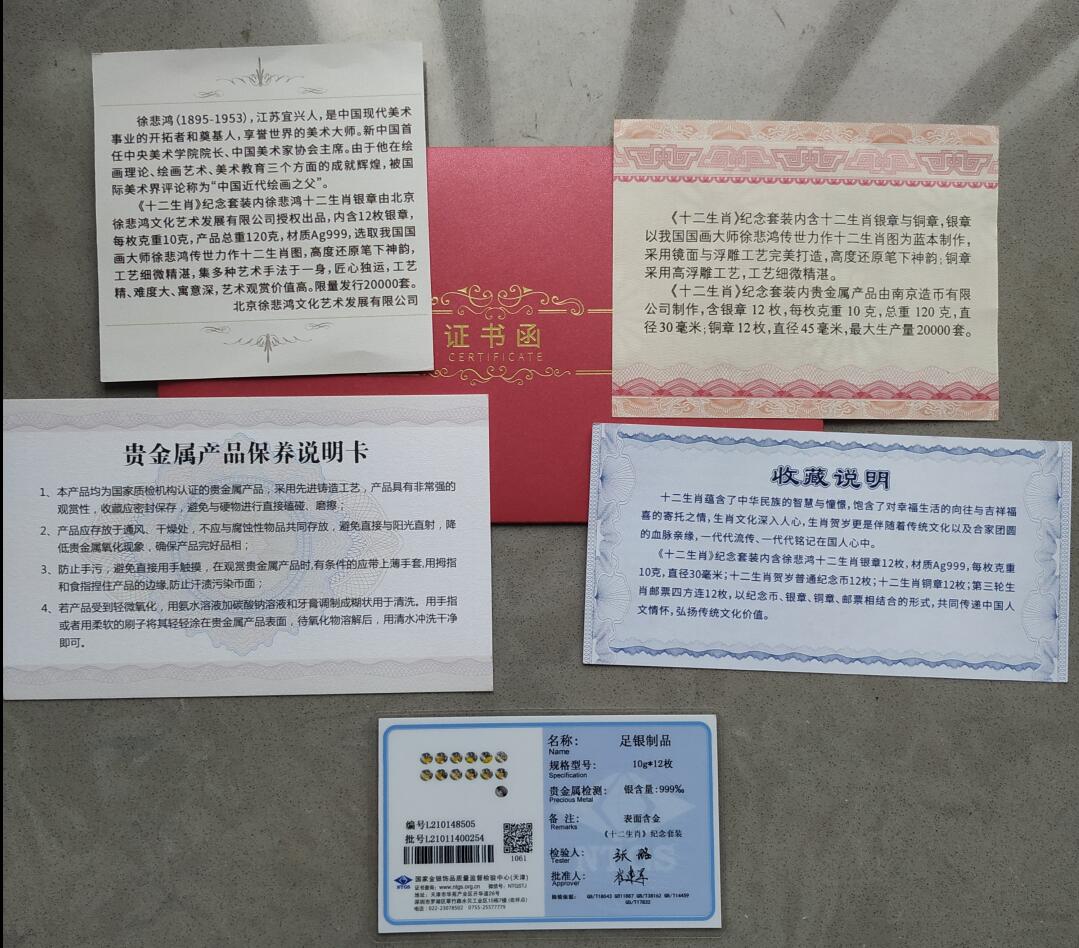 徐悲鸿(1895-1953),江苏宜兴人,是中国现代美术
事业的开拓者和奠基人,享誉世界的美术大师。新中国首
任中央美术学院院长、中国美术家协会主席。由于他在绘
画理论、绘画艺术、美术教育三个方面的成就辉煌,被国
际美术界评论称为“中国近代绘画之父”。
《十二生肖》纪念套装内徐悲鸿十二生肖银章由北京
徐悲鸿文化艺术发展有限公司授权出品,内含12枚银章,
每枚克重10克,产品总重120克,材质Ag999,选取我国国
画大师徐悲鸿传世力作十二生肖图,高度还原笔下神韵,
工艺细微精湛,集多种艺术手法于一身,匠心独运,工艺
精、难度大、寓意深,艺术观赏价值高。限量发行20000套。
北京徐悲鸿文化艺术发展有限公司
证书函
CERTIFICATE
《十二生肖》纪念套装内含十二生肖银章与铜章,银章
以我国国画大师徐悲鸿传世力作十二生肖图为蓝本制作,
采用镜面与浮雕工艺完美打造,高度还原笔下神韵;铜章
采用高浮雕工艺,工艺细微精湛。
《十二生肖》纪念套装内贵金属产品由南京造币有限
公司制作,含银章12枚,每枚克重10克,总重120克,直
径30毫米;铜章12枚,直径45毫米,最大生产量20000套。
贵金属产品保养说明卡
1、本产品均为国家质检机构认证的贵金属产品,采用先进铸造工艺,产品具有非常强的
观赏性,收藏应密封保存,避免与硬物进行直接磕碰、磨擦;
2、产品应存放于通风、干燥处,不应与腐蚀性物品共同存放,避免直接与阳光直射,降
低贵金属氧化现象,确保产品完好品相;
3、防止手污,避免直接用手触摸,在观赏贵金属产品时,有条件的应带上薄手套,用拇指
和食指捏住产品的边缘,防止汗渍污染币面;
4、若产品受到轻微氧化,用氨水溶液加碳酸钠溶液和牙膏调制成糊状用于清洗。用手指
或者用柔软的刷子将其轻轻涂在贵金属产品表面,待氧化物溶解后,用清水冲洗干净
即可。
收藏说明
十二生肖蕴含了中华民族的智慧与憧憬,饱含了对幸福生活的向往与吉祥福
喜的寄托之情,生肖文化深入人心,生肖贺岁更是伴随着传统文化以及合家团圆
的血脉亲缘,一代代流传、一代代铭记在国人心中。
《十二生肖》纪念套装内含徐悲鸿十二生肖银章12枚,材质Ag999,每枚克重
10克,直径30毫米;十二生肖贺岁普通纪念币12枚;十二生肖铜章12枚;第三轮生
肖邮票四方连12枚,以纪念币、银章、铜章、邮票相结合的形式,共同传递中国人
文情怀,弘扬传统文化价值。
编号L210148505
批号L21011400254
1061
NTGS
国家金银饰品质量监督检验中心(天津)
证书查询:www.ntgs.org.cn 微信号:NTGSTJ
地址:天津市华苑产业区开华道26号
电话:022-23078502 0755-25577779
名称: 足银制品
Name
规格型号: 10g*12枚
Specification
贵金属检测: 银含量:999‰
Precious Metal
备 注: 表面含金
Remarks
《十二生肖》纪念套装
检验人:
Tester
批准人:
Approver
NTGS
GB/T18043 GB11887 GB/T38162 GB/T14459
GB/T17832